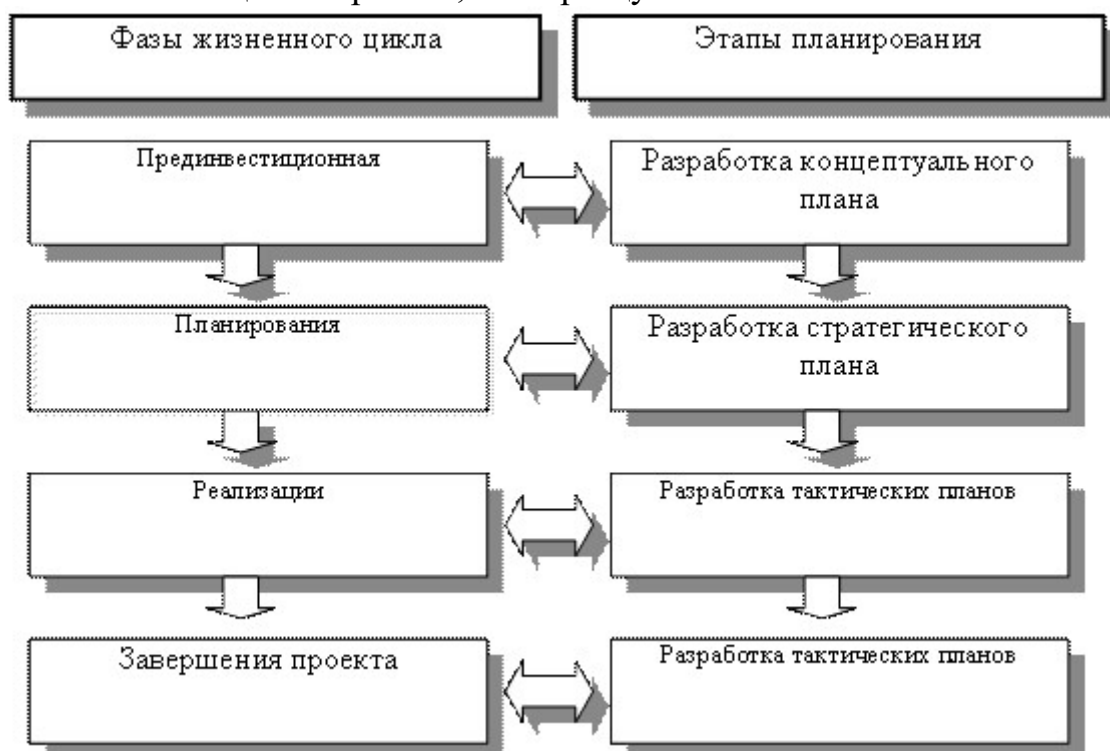 Фазы жизненного цикла
Этапы планирования
Прединвестиционная
Разработка концептуального
плана
Планирования
Разработка стратегического
плана
Реализации
Разработка тактических планов
Завершения проекта
Разработка тактических планов